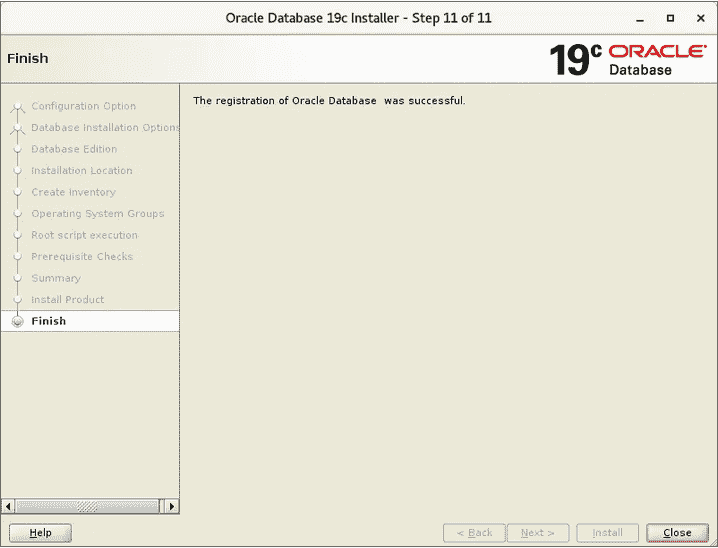 Oracle Database 19c Installer - Step 11 of 11
Finish
19c ORACLE
Database
Configuration Option
Database Installation Options
Database Edition
Installation Location
Create Inventory
Operating System Groups
Root script execution
Prerequisite Checks
Summary
Install Product
Finish
The registration of Oracle Database  was successful.
Help
< Back
Next >
Install
Close